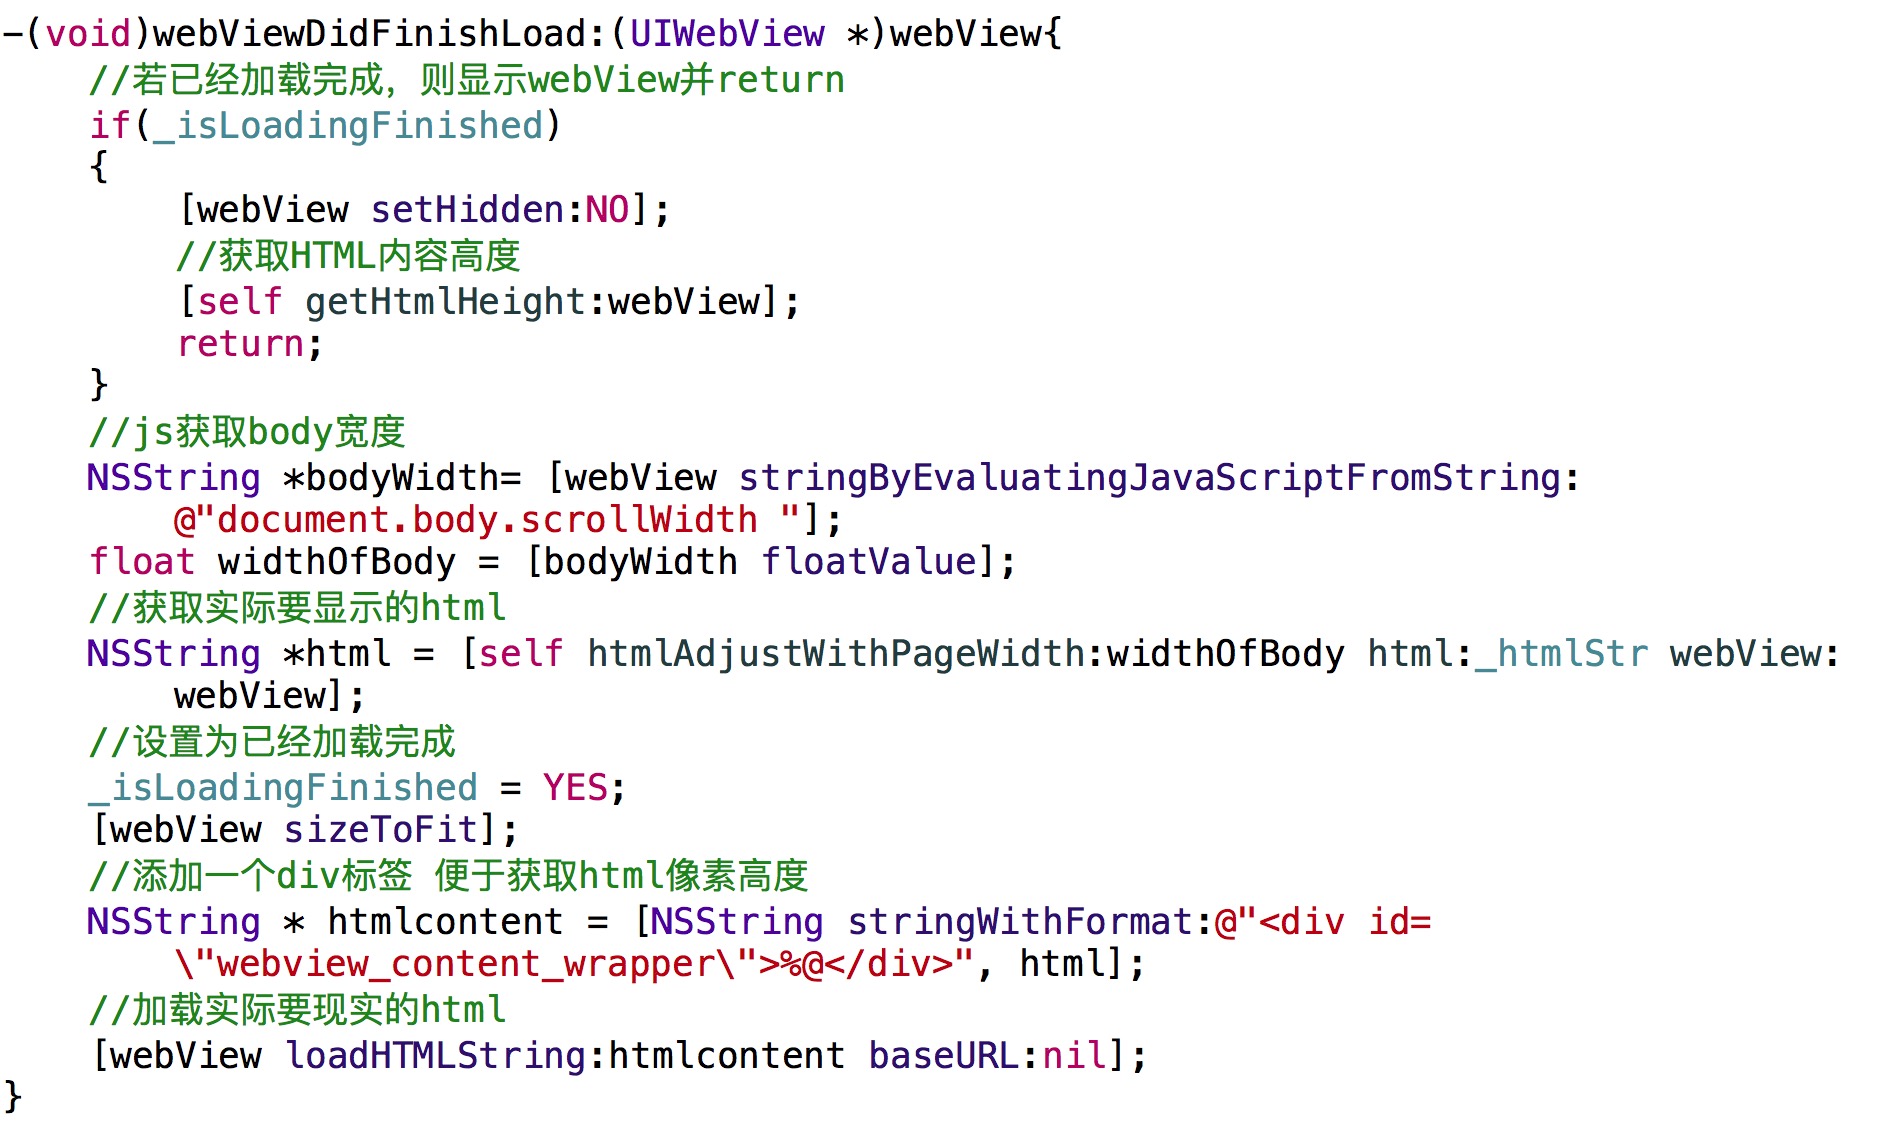 -(void)webViewDidFinishLoad:(UIWebView *)webView{
//若已经加载完成，则显示webView并return
if(_isLoadingFinished)
{
[webView setHidden:NO];
//获取HTML内容高度
[self getHtmlHeight:webView];
return;
}
//js获取body宽度
NSString *bodyWidth= [webView stringByEvaluatingJavaScriptFromString:
@"document.body.scrollWidth "];
float widthOfBody = [bodyWidth floatValue];
//获取实际要显示的html
NSString *html = [self htmlAdjustWithPageWidth:widthOfBody html:_htmlStr webView:
webView];
//设置为已经加载完成
_isLoadingFinished = YES;
[webView sizeToFit];
//添加一个div标签 便于获取html像素高度
NSString * htmlcontent = [NSString stringWithFormat:@"<div id=
\"webview_content_wrapper\">%@</div>", html];
//加载实际要现实的html
[webView loadHTMLString:htmlcontent baseURL:nil];
}